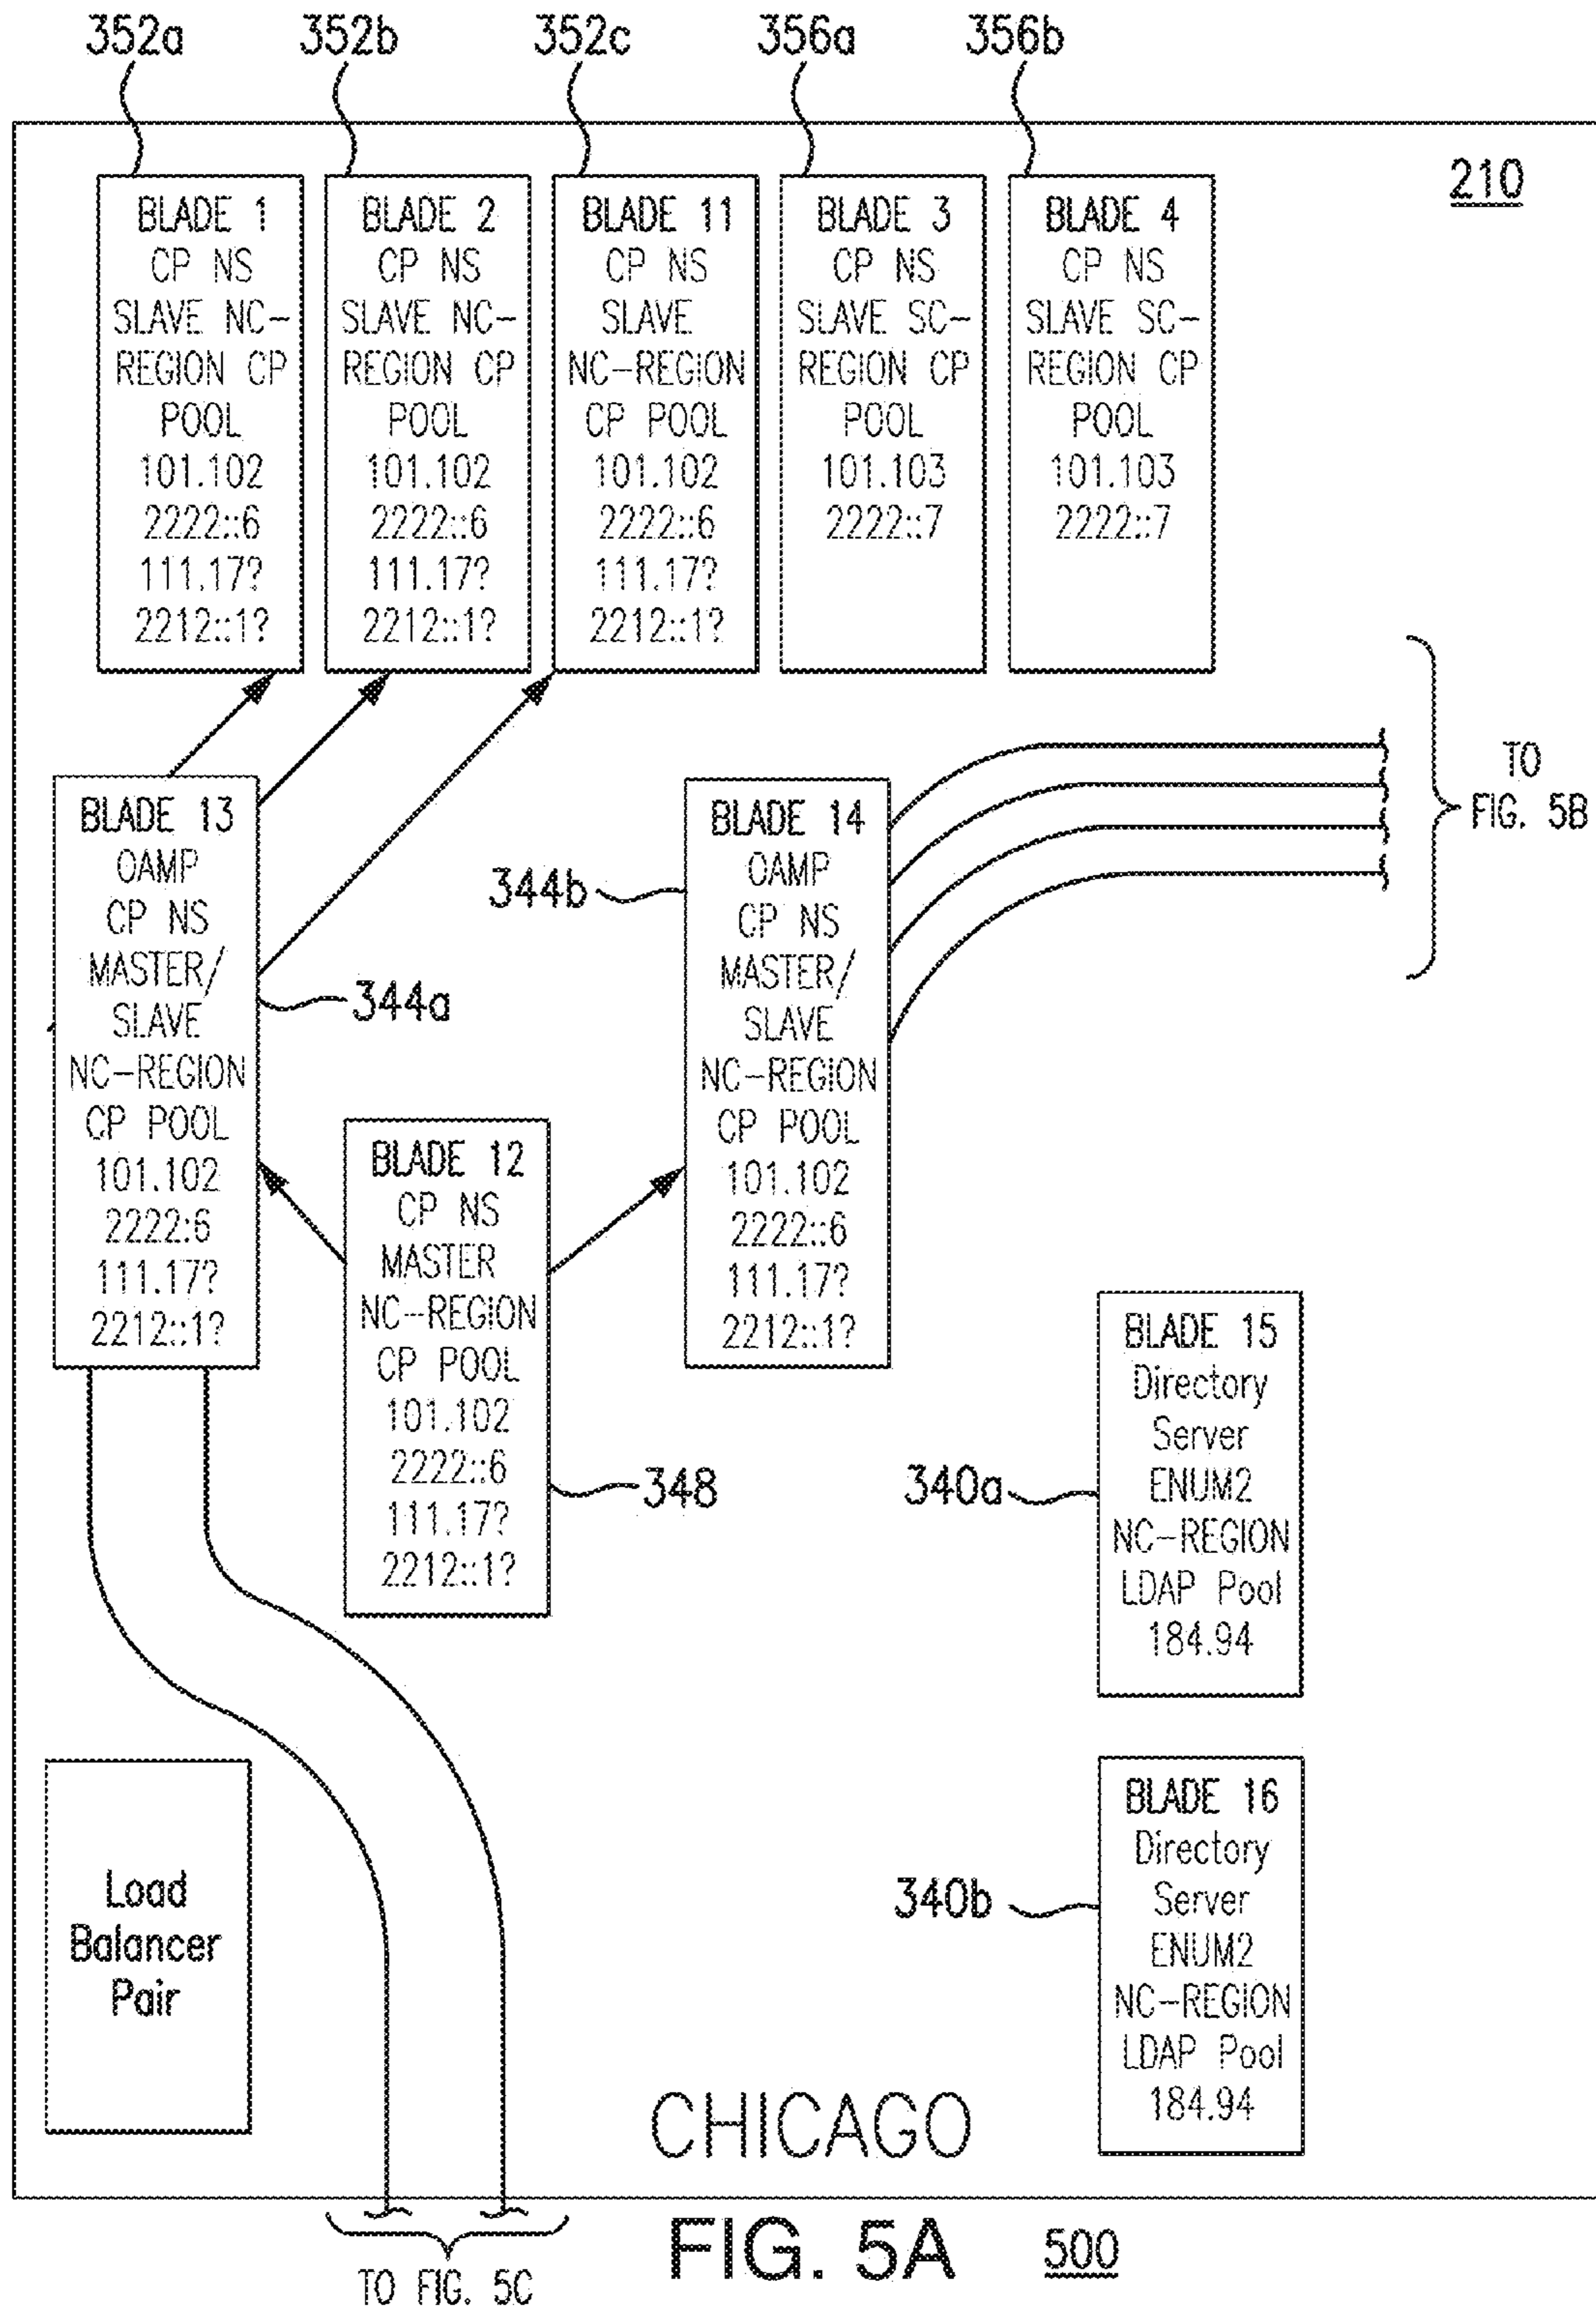 352a
352b
352c
356a
356b
210
BLADE 1
CP NS
SLAVE NC-
REGION CP
POOL
101.102
2222::6
111.17?
2212::1?
BLADE 2
CP NS
SLAVE NC-
REGION CP
POOL
101.102
2222::6
111.17?
2212::1?
BLADE 11
CP NS
SLAVE
NC-REGION
CP POOL
101.102
2222::6
111.17?
2212::1?
BLADE 3
CP NS
SLAVE SC-
REGION CP
POOL
101.103
2222::7
BLADE 4
CP NS
SLAVE SC-
REGION CP
POOL
101.103
2222::7
TO
FIG. 5B
BLADE 13
OAMP
CP NS
MASTER/
SLAVE
NC-REGION
CP POOL
101.102
2222:6
111.17?
2212::1?
344a
344b
BLADE 14
OAMP
CP NS
MASTER/
SLAVE
NC-REGION
CP POOL
101.102
2222::6
111.17?
2212::1?
BLADE 12
CP NS
MASTER
NC-REGION
CP POOL
101.102
2222::6
111.17?
2212::1?
348
340a
BLADE 15
Directory
Server
ENUM2
NC-REGION
LDAP Pool
184.94
340b
BLADE 16
Directory
Server
ENUM2
NC-REGION
LDAP Pool
184.94
Load
Balancer
Pair
CHICAGO
TO FIG. 5C
FIG. 5A
500